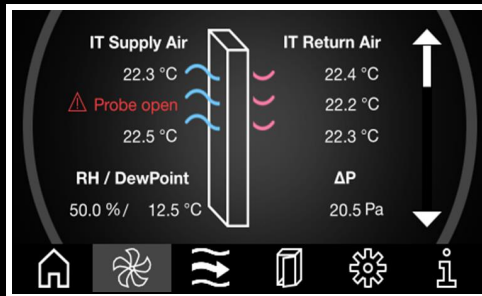 IT Supply Air
22.3 °C
Probe open
22.5 °C
IT Return Air
22.4 °C
22.2 °C
22.3 °C
RH / DewPoint
50.0 %/ 12.5 °C
ΔP
20.5 Pa